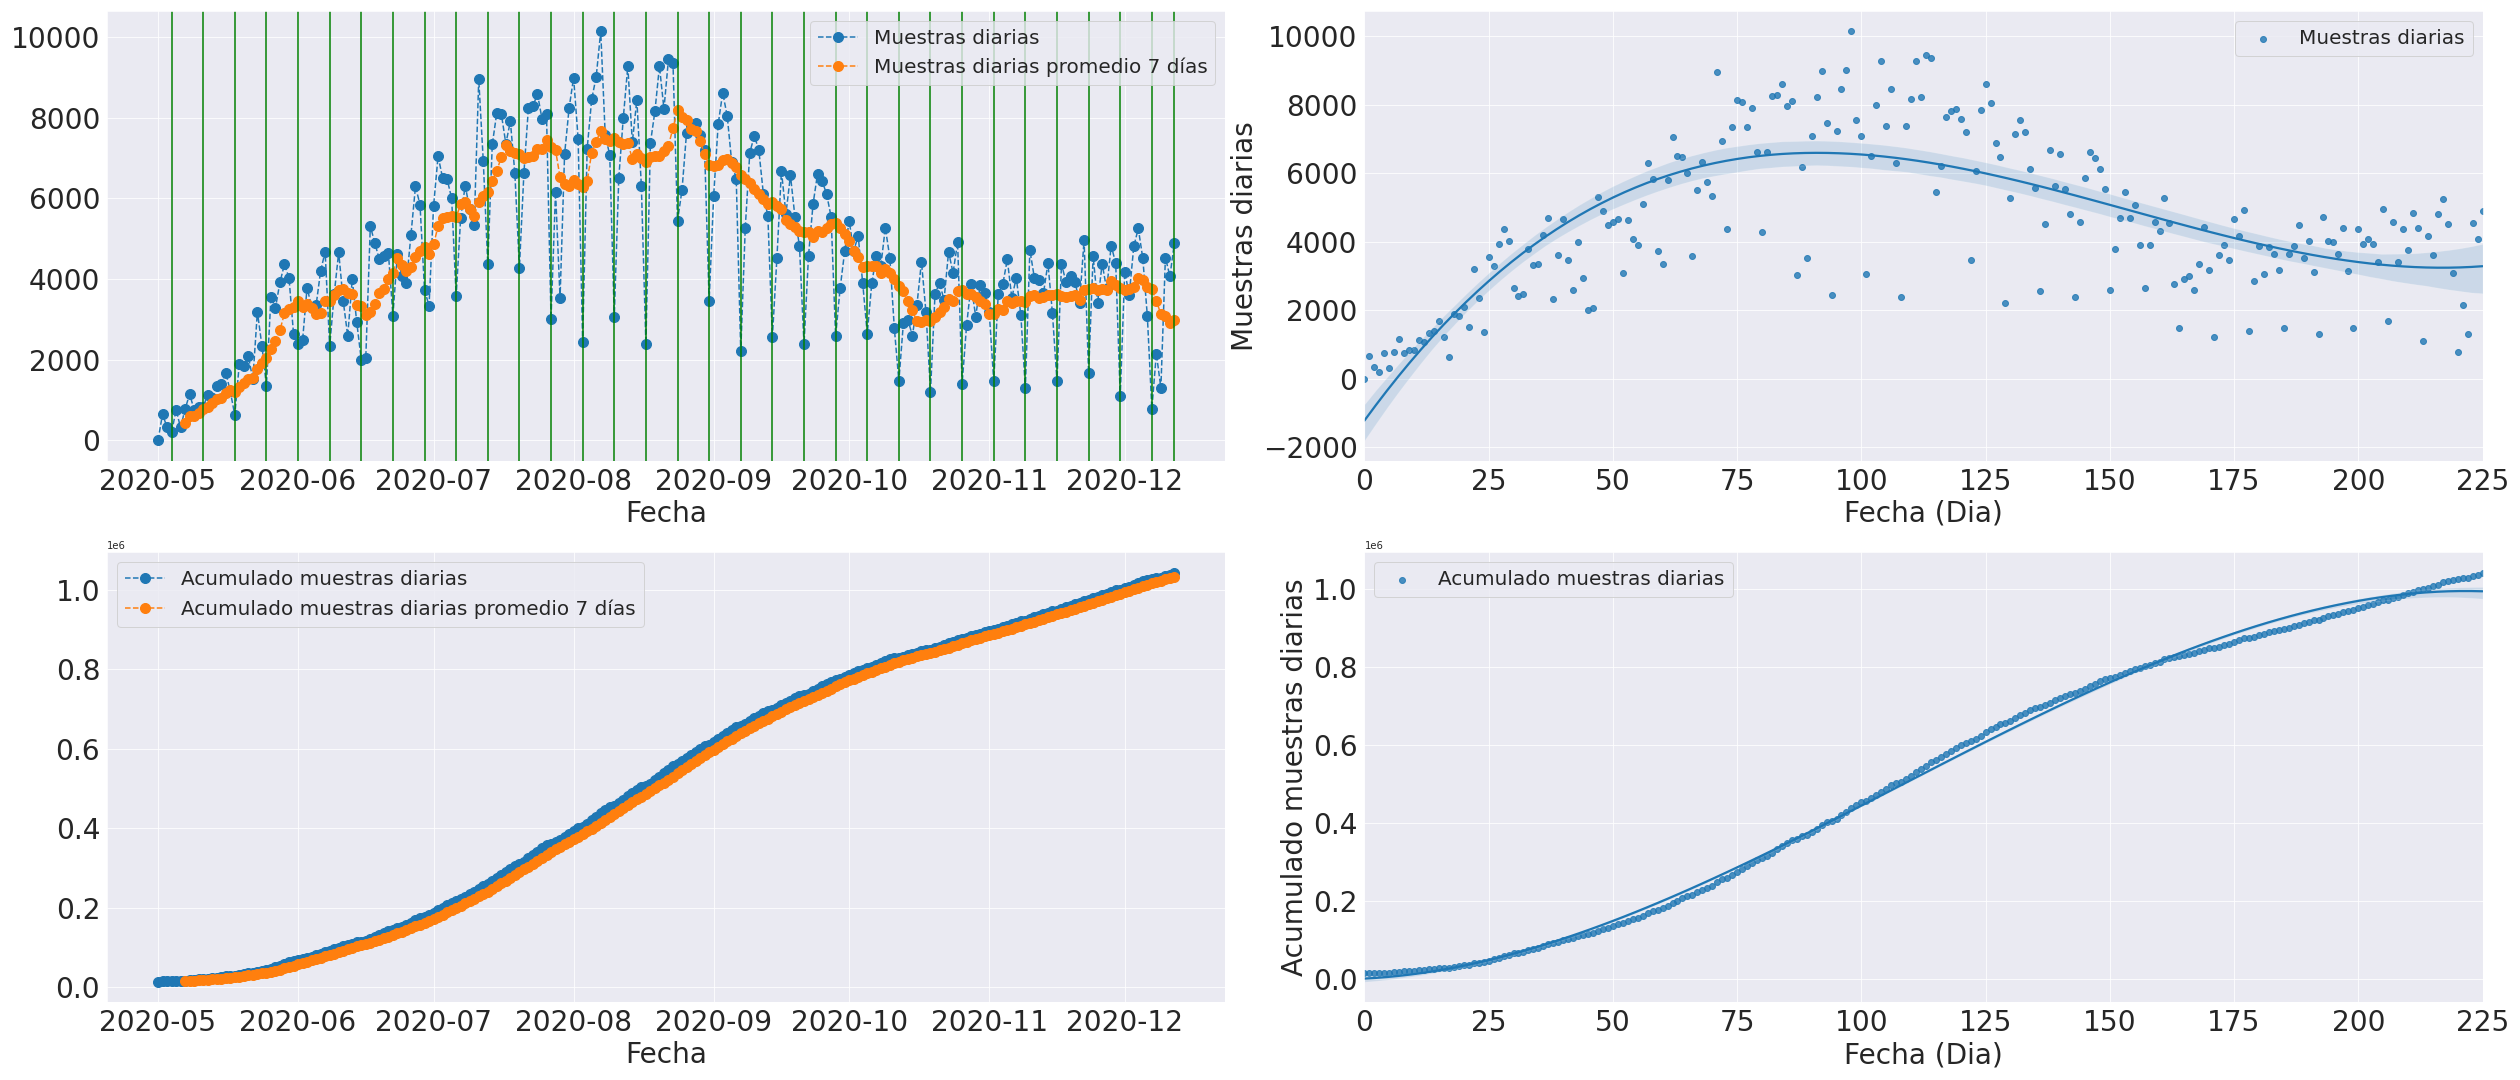 10000
8000
6000
4000
2000
0
Muestras diarias
Muestras diarias promedio 7 días
2020-05 2020-06 2020-07 2020-08 2020-09 2020-10 2020-11 2020-12
Fecha
Muestras diarias
10000
8000
6000
4000
2000
0
−2000
Muestras diarias
0 25 50 75 100 125 150 175 200 225
Fecha (Dia)
1e6
1.0
0.8
0.6
0.4
0.2
0.0
Acumulado muestras diarias
Acumulado muestras diarias promedio 7 días
2020-05 2020-06 2020-07 2020-08 2020-09 2020-10 2020-11 2020-12
Fecha
1e6
Acumulado muestras diarias
1.0
0.8
0.6
0.4
0.2
0.0
Acumulado muestras diarias
0 25 50 75 100 125 150 175 200 225
Fecha (Dia)